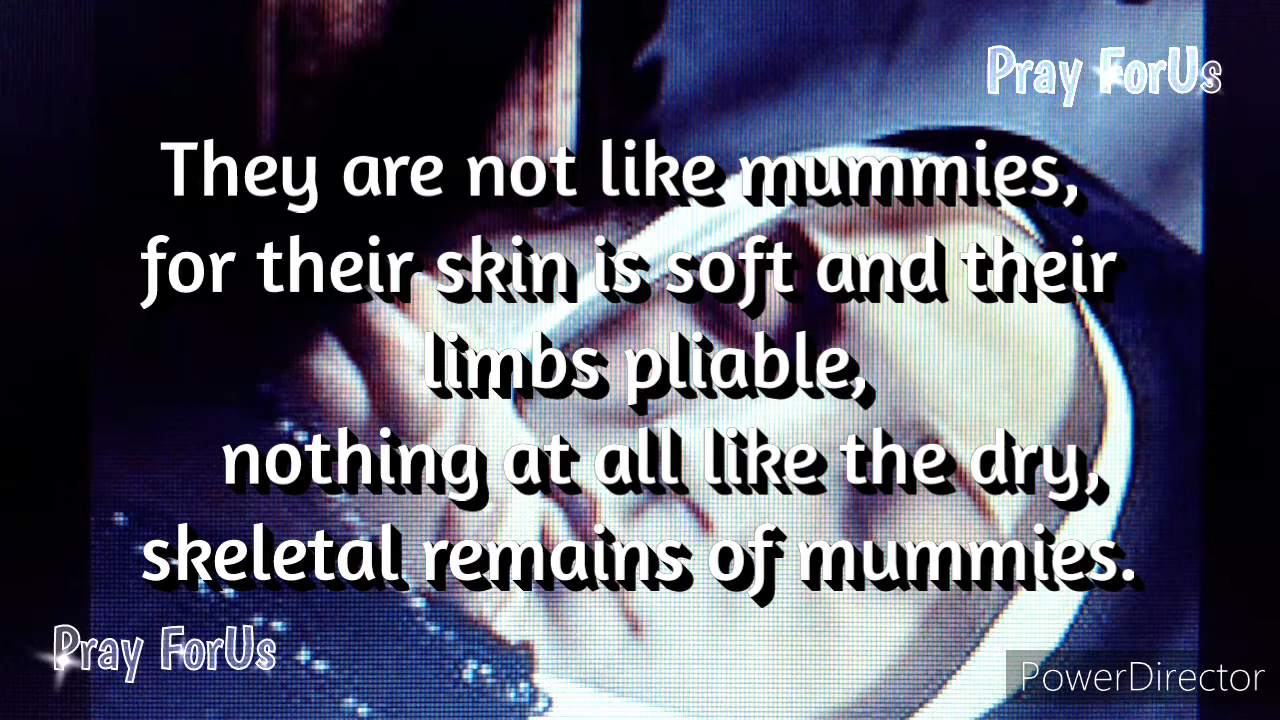 Pray ForUs
They are not like mummies,
for their skin is soft and their
limbs pliable,
nothing at all like the dry,
skeletal remains of mummies.
Pray ForUs
PowerDirector